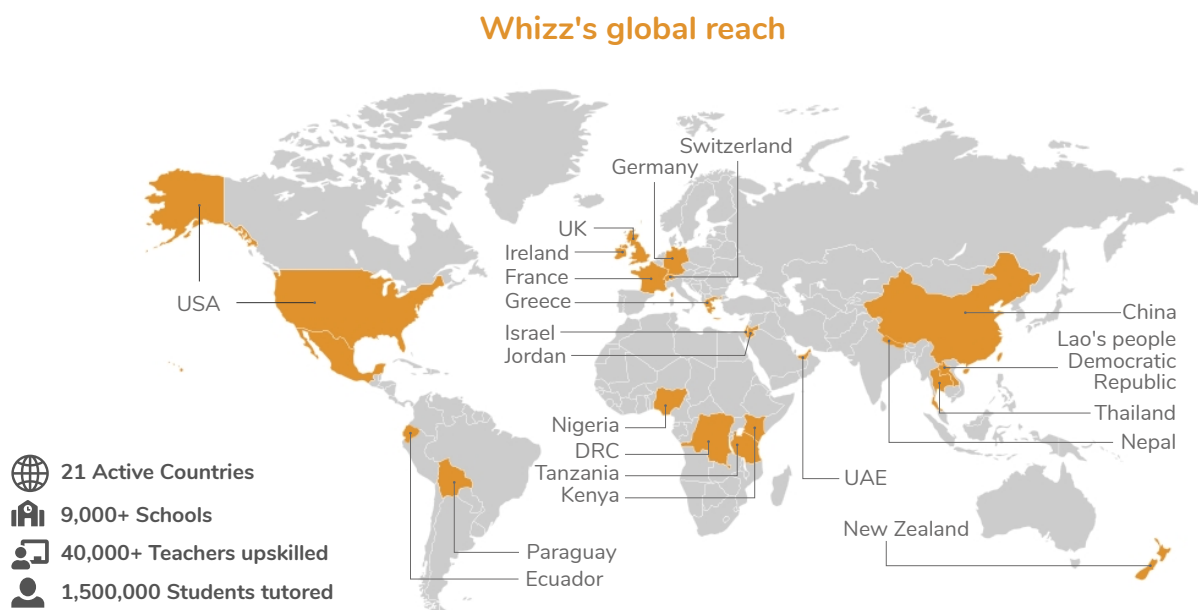 Whizz's global reach
Switzerland
Germany
UK
Ireland
France
Greece
USA
Israel
Jordan
China
Lao's people
Democratic
Republic
Thailand
Nepal
Nigeria
DRC
Tanzania
Kenya
UAE
New Zealand
Paraguay
Ecuador
21 Active Countries
9,000+ Schools
40,000+ Teachers upskilled
1,500,000 Students tutored